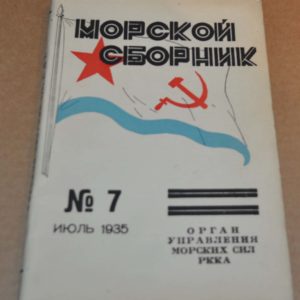 МОРСКОЙ
СБОРНИК
№ 7
ИЮЛЬ 1935
ОРГАН
УПРАВЛЕНИЯ
МОРСКИХ СИЛ
РККА